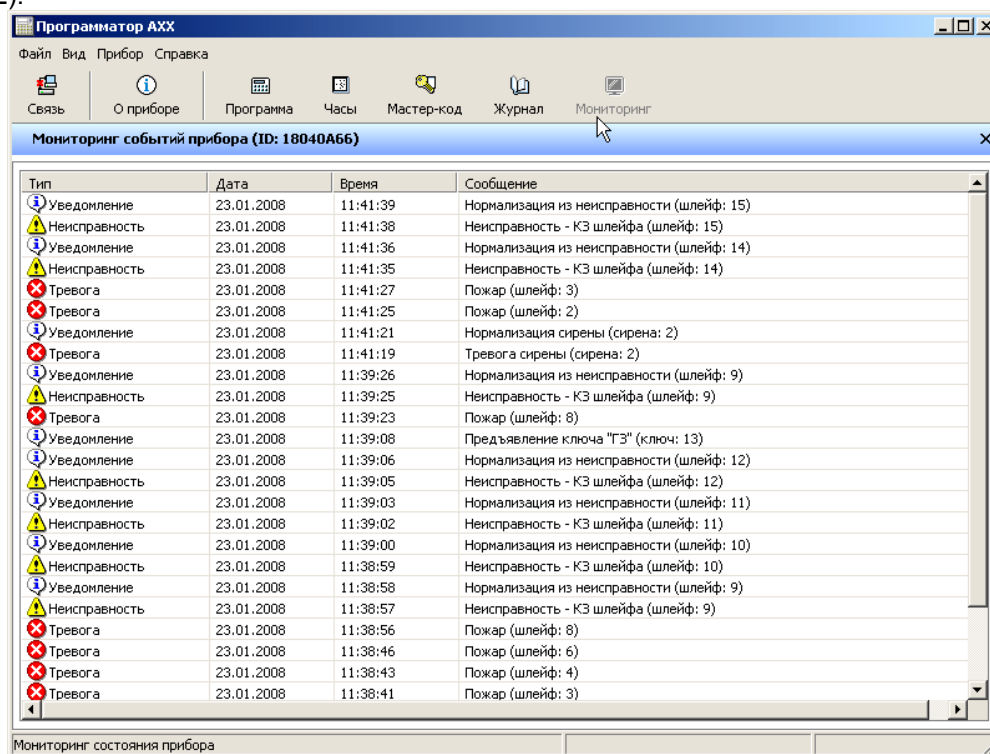 Программатор АХХ
Файл Вид Прибор Справка
Связь О приборе Программа Часы Мастер-код Журнал Мониторинг
Мониторинг событий прибора (ID: 18040A66)
Тип Дата Время Сообщение
Уведомление 23.01.2008 11:41:39 Нормализация из неисправности (шлейф: 15)
Неисправность 23.01.2008 11:41:38 Неисправность - КЗ шлейфа (шлейф: 15)
Уведомление 23.01.2008 11:41:36 Нормализация из неисправности (шлейф: 14)
Неисправность 23.01.2008 11:41:35 Неисправность - КЗ шлейфа (шлейф: 14)
Тревога 23.01.2008 11:41:27 Пожар (шлейф: 3)
Тревога 23.01.2008 11:41:25 Пожар (шлейф: 2)
Уведомление 23.01.2008 11:41:21 Нормализация сирены (сирена: 2)
Тревога 23.01.2008 11:41:19 Тревога сирены (сирена: 2)
Уведомление 23.01.2008 11:39:26 Нормализация из неисправности (шлейф: 9)
Неисправность 23.01.2008 11:39:25 Неисправность - КЗ шлейфа (шлейф: 9)
Тревога 23.01.2008 11:39:23 Пожар (шлейф: 8)
Уведомление 23.01.2008 11:39:08 Предъявление ключа "ГЗ" (ключ: 13)
Уведомление 23.01.2008 11:39:06 Нормализация из неисправности (шлейф: 12)
Неисправность 23.01.2008 11:39:05 Неисправность - КЗ шлейфа (шлейф: 12)
Уведомление 23.01.2008 11:39:03 Нормализация из неисправности (шлейф: 11)
Неисправность 23.01.2008 11:39:02 Неисправность - КЗ шлейфа (шлейф: 11)
Уведомление 23.01.2008 11:39:00 Нормализация из неисправности (шлейф: 10)
Неисправность 23.01.2008 11:38:59 Неисправность - КЗ шлейфа (шлейф: 10)
Уведомление 23.01.2008 11:38:58 Нормализация из неисправности (шлейф: 9)
Неисправность 23.01.2008 11:38:57 Неисправность - КЗ шлейфа (шлейф: 9)
Тревога 23.01.2008 11:38:56 Пожар (шлейф: 8)
Тревога 23.01.2008 11:38:46 Пожар (шлейф: 6)
Тревога 23.01.2008 11:38:43 Пожар (шлейф: 4)
Тревога 23.01.2008 11:38:41 Пожар (шлейф: 3)
Мониторинг состояния прибора